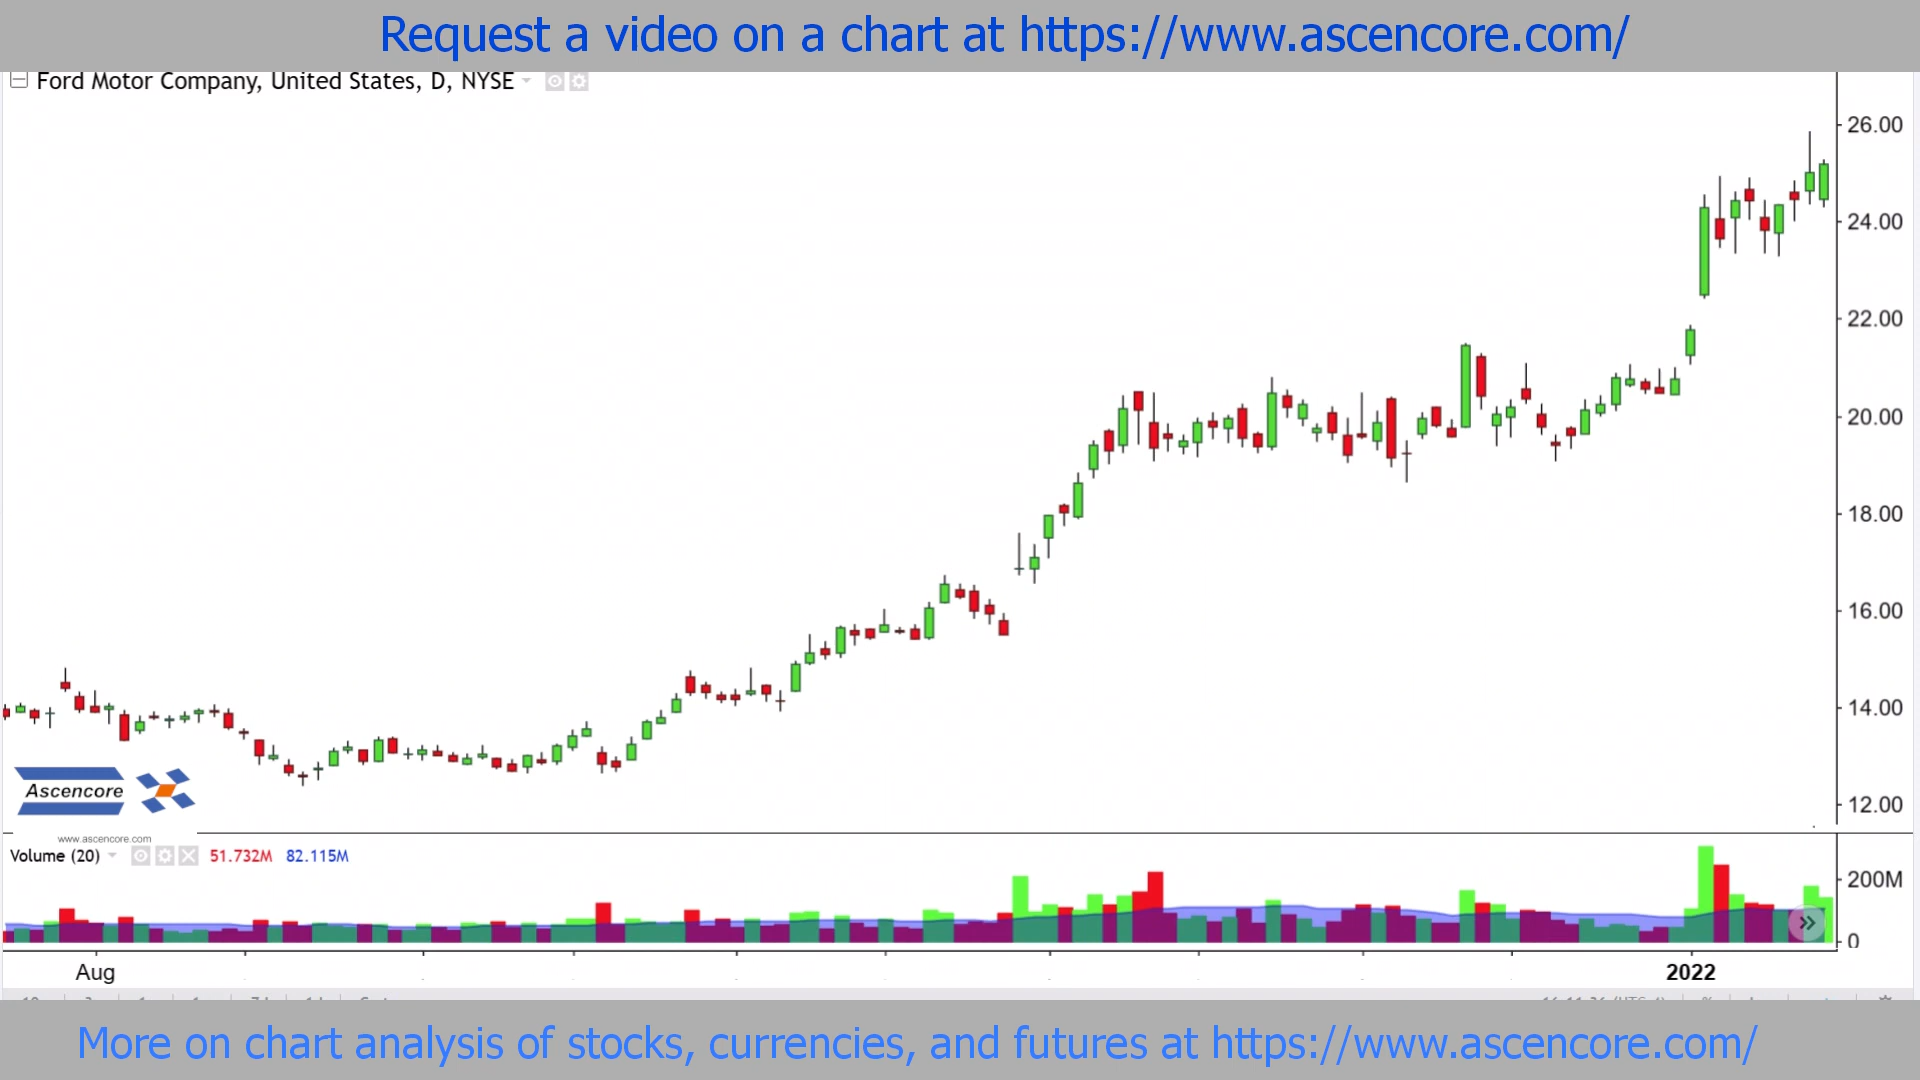 Request a video on a chart at https://www.ascencore.com/
Ford Motor Company, United States, D, NYSE
26.00
24.00
22.00
20.00
18.00
16.00
14.00
12.00
Ascencore
www.ascencore.com
Volume (20) 51.732M 82.115M
200M
0
Aug 2022
More on chart analysis of stocks, currencies, and futures at https://www.ascencore.com/